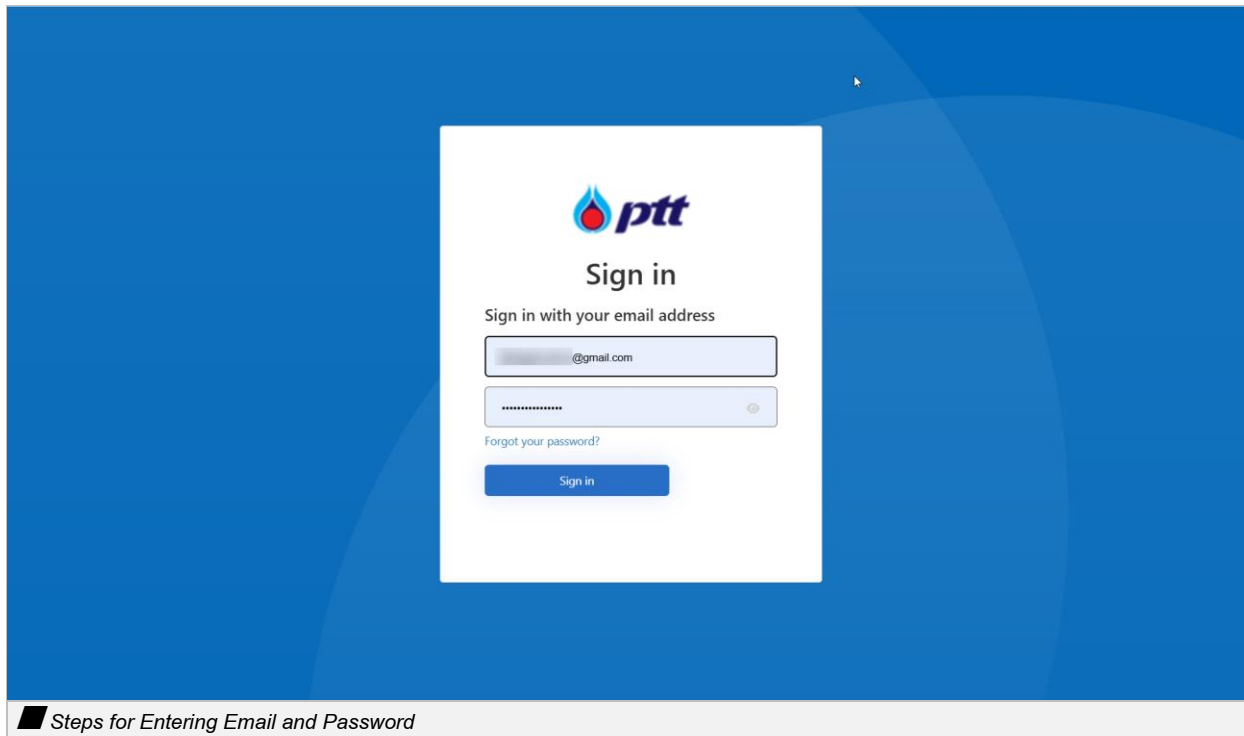 ptt
Sign in
Sign in with your email address
@gmail.com
Forgot your password?
Sign in
Steps for Entering Email and Password